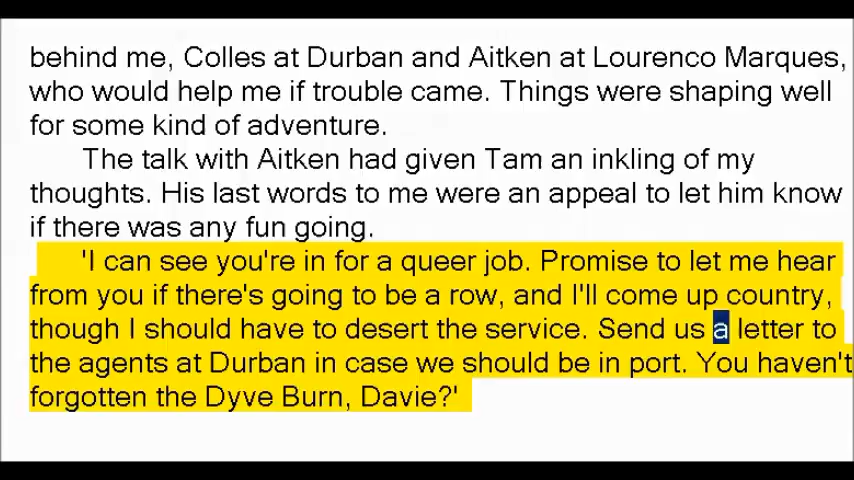 behind me, Colles at Durban and Aitken at Lourenco Marques,
who would help me if trouble came. Things were shaping well
for some kind of adventure.
The talk with Aitken had given Tam an inkling of my
thoughts. His last words to me were an appeal to let him know
if there was any fun going.
'I can see you're in for a queer job. Promise to let me hear
from you if there's going to be a row, and I'll come up country,
though I should have to desert the service. Send us a letter to
the agents at Durban in case we should be in port. You haven't
forgotten the Dyve Burn, Davie?'